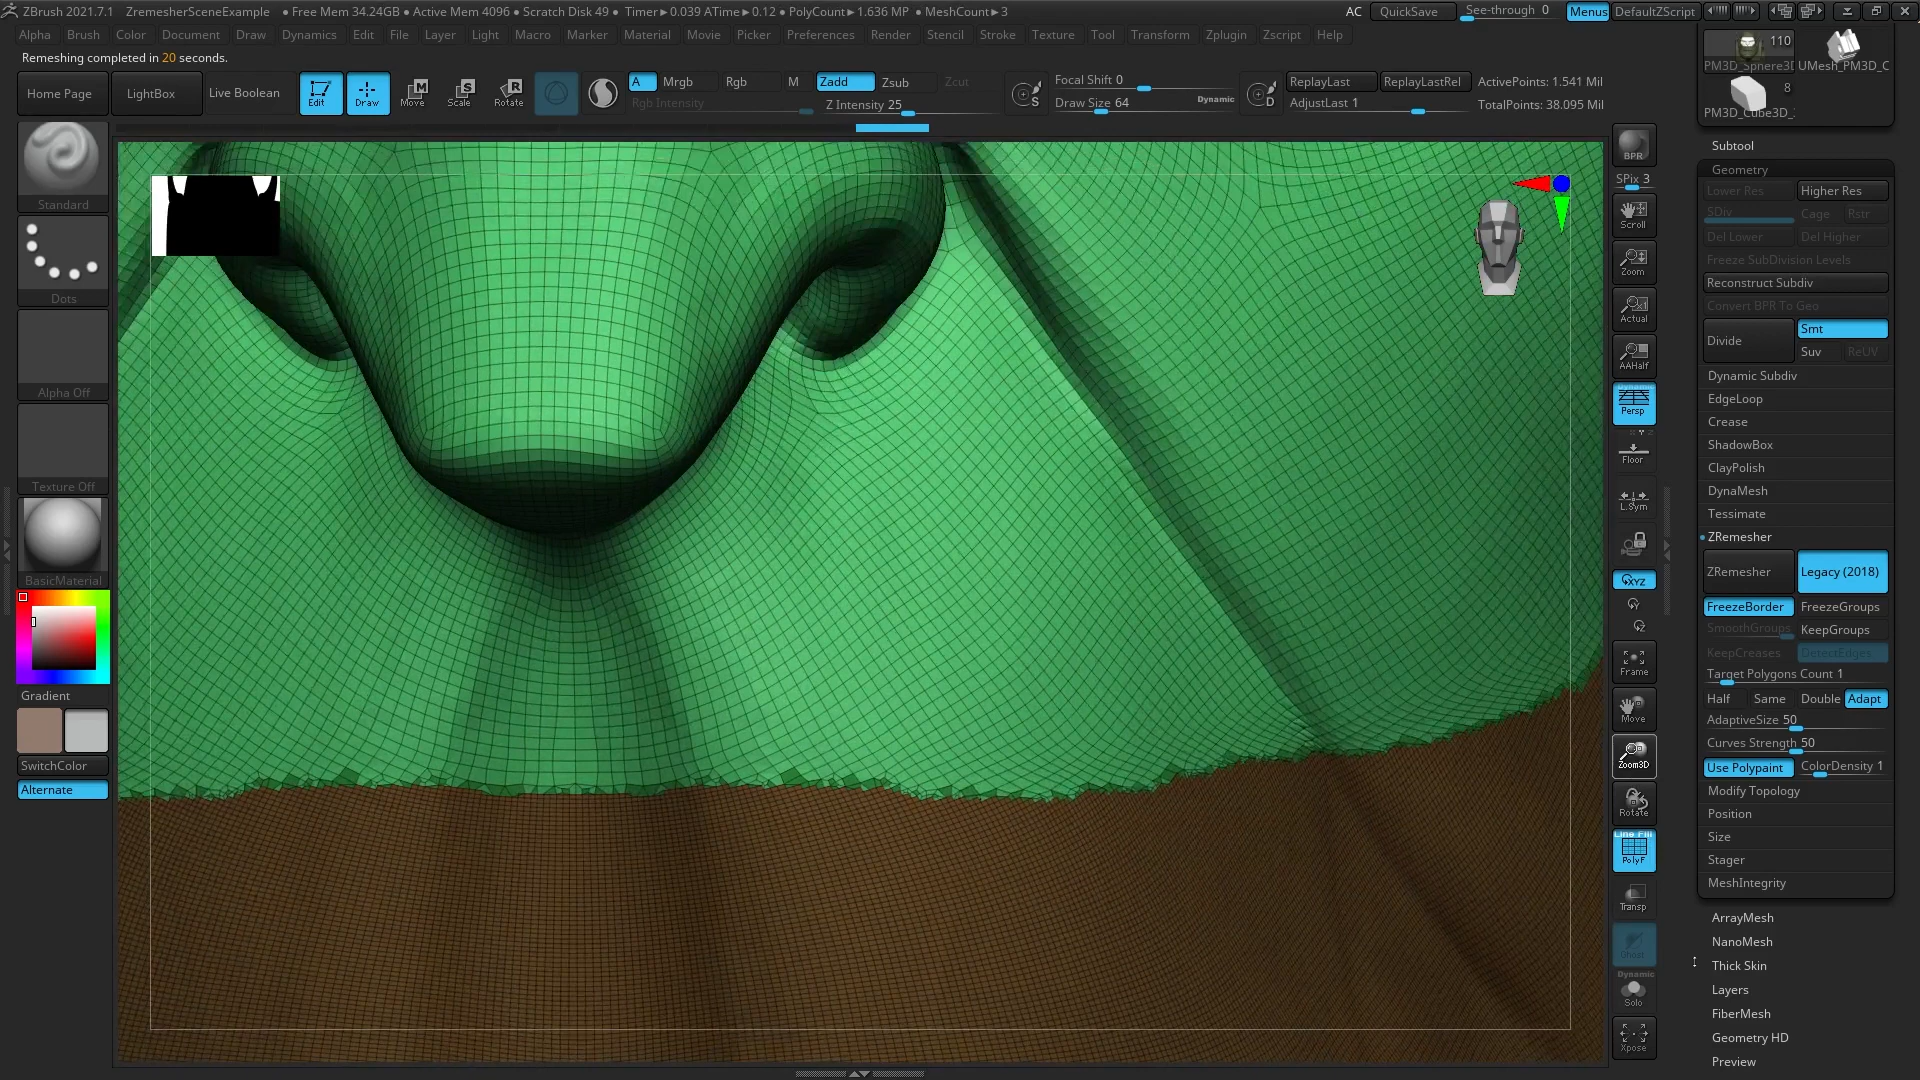 ZBrush 2021.7.1 ZremesherSceneExample • Free Mem 34.24GB • Active Mem 4096 • Scratch Disk 49 • Timer►0.039 ATime►0.12 • PolyCount►1.636 MP • MeshCount►3 AC QuickSave See-through 0 Menus DefaultZScript
Alpha Brush Color Document Draw Dynamics Edit File Layer Light Macro Marker Material Movie Picker Preferences Render Stencil Stroke Texture Tool Transform Zplugin Zscript Help
Remeshing completed in 20 seconds.
Home Page LightBox Live Boolean
Edit Draw Move Scale Rotate
A Mrgb Rgb M Zadd Zsub Zcut
Rgb Intensity Z Intensity 25
S Focal Shift 0
Draw Size 64 Dynamic
D ReplayLast ReplayLastRel ActivePoints: 1.541 Mil
AdjustLast 1 TotalPoints: 38.095 Mil
Standard
Dots
Alpha Off
Texture Off
BasicMaterial
Gradient
SwitchColor
Alternate
BPR
SPix 3
Scroll
Zoom
Actual
AAHalf
Dynamic
Persp
Floor
L.Sym
XYZ
Frame
Move
Zoom3D
Rotate
Line Fill
PolyF
Transp
Ghost
Dynamic
Solo
Xpose
110
PM3D_Sphere3D UMesh_PM3D_C
8
PM3D_Cube3D_
Subtool
Geometry
Lower Res Higher Res
SDiv Cage Rstr
Del Lower Del Higher
Freeze SubDivision Levels
Reconstruct Subdiv
Convert BPR To Geo
Divide Smt
Suv ReUV
Dynamic Subdiv
EdgeLoop
Crease
ShadowBox
ClayPolish
DynaMesh
Tessimate
ZRemesher
ZRemesher Legacy (2018)
FreezeBorder FreezeGroups
SmoothGroups KeepGroups
KeepCreases DetectEdges
Target Polygons Count 1
Half Same Double Adapt
AdaptiveSize 50
Curves Strength 50
Use Polypaint ColorDensity 1
Modify Topology
Position
Size
Stager
MeshIntegrity
ArrayMesh
NanoMesh
Thick Skin
Layers
FiberMesh
Geometry HD
Preview